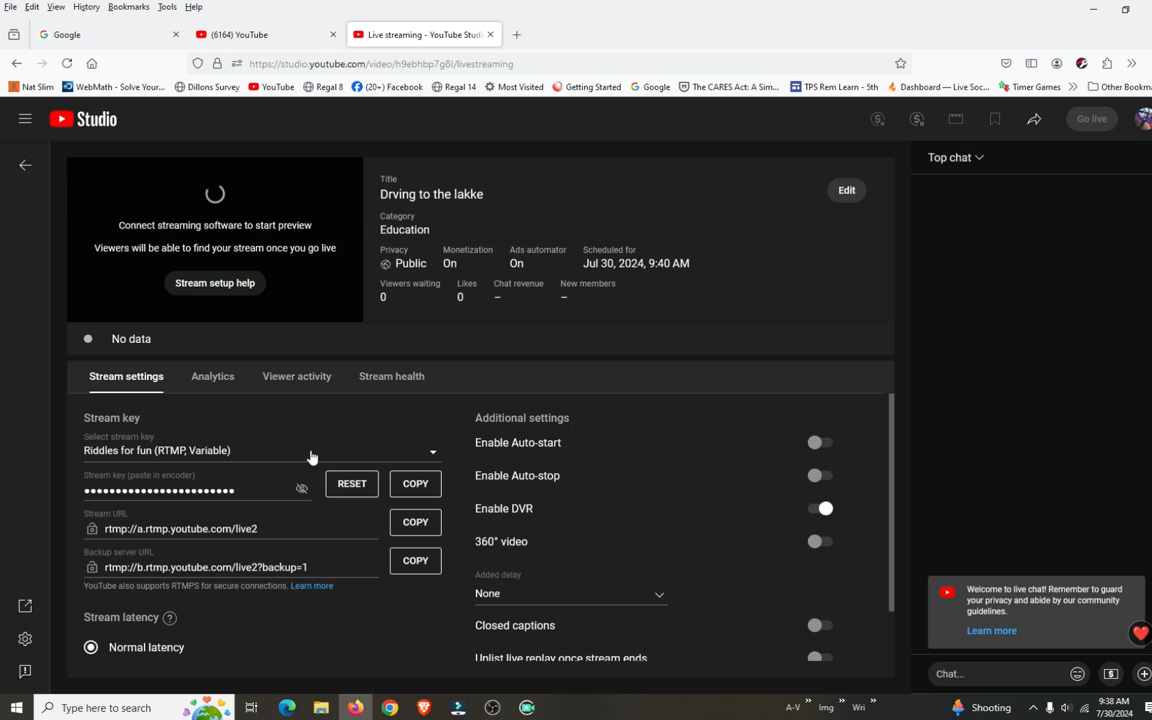 File Edit View History Bookmarks Tools Help
Google
(6164) YouTube
Live streaming - YouTube Stud
https://studio.youtube.com/video/h9ebhbp7g8I/livestreaming
Nat Slim WebMath - Solve Your... Dillons Survey YouTube Regal 8 (20+) Facebook Regal 14 Most Visited Getting Started Google The CARES Act: A Sim... TPS Rem Learn - 5th Dashboard — Live Soc... Timer Games Other Bookm
Studio
Go live
Connect streaming software to start preview
Viewers will be able to find your stream once you go live
Stream setup help
Title
Drving to the lakke
Edit
Category
Education
Privacy Monetization Ads automator Scheduled for
Public On On Jul 30, 2024, 9:40 AM
Viewers waiting Likes Chat revenue New members
0 0 – –
Top chat
No data
Stream settings Analytics Viewer activity Stream health
Stream key
Select stream key
Riddles for fun (RTMP, Variable)
Stream key (paste in encoder)
••••••••••••••••••••••••
RESET COPY
Stream URL
rtmp://a.rtmp.youtube.com/live2
COPY
Backup server URL
rtmp://b.rtmp.youtube.com/live2?backup=1
COPY
YouTube also supports RTMPS for secure connections. Learn more
Stream latency ?
Normal latency
Additional settings
Enable Auto-start
Enable Auto-stop
Enable DVR
360° video
Added delay
None
Closed captions
Unlist live replay once stream ends
Welcome to live chat! Remember to guard
your privacy and abide by our community
guidelines.
Learn more
Chat...
Type here to search
A-V Img Wri
Shooting
9:38 AM
7/30/2024